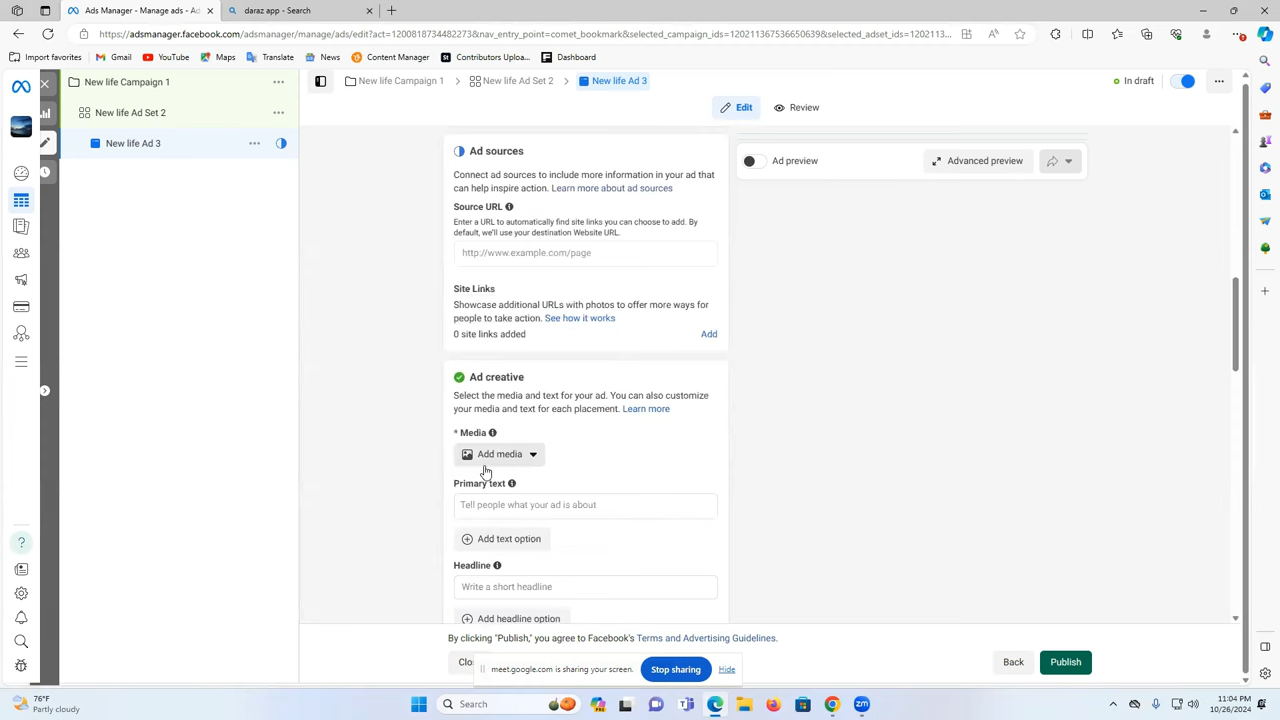 Ads Manager - Manage ads - Ad
daraz app - Search
adsmanager.facebook.com/adsmanager/manage/ads/edit?act=1200818734482273&nav_entry_point=comet_bookmark&selected_campaign_ids=120211367536650639&selected_adset_ids=1202113...
Import favorites
Gmail
YouTube
Maps
Translate
News
Content Manager
Contributors Shutt...
Dashboard
New life Campaign 1
New life Campaign 1
New life Ad Set 2
New life Ad 3
In draft
New life Ad Set 2
Edit
Review
New life Ad 3
Ad sources
Ad preview
Advanced preview
Connect ad sources to include more information in your ad that
can help inspire action. Learn more about ad sources
Source URL
Enter a URL to automatically find site links you can choose to add. By
default, we'll use your destination Website URL.
http://www.example.com/page
Site Links
Showcase additional URLs with photos to offer more ways for
people to take action. See how it works
0 site links added
Add
Ad creative
Select the media and text for your ad. You can also customize
your media and text for each placement. Learn more
* Media
Add media
Primary text
Tell people what your ad is about
Add text option
Headline
Write a short headline
Add headline option
By clicking "Publish," you agree to Facebook's Terms and Advertising Guidelines.
Clo
meet.google.com is sharing your screen.
Stop sharing
Hide
Back
Publish
76°F
Partly cloudy
Search
11:04 PM
10/26/2024